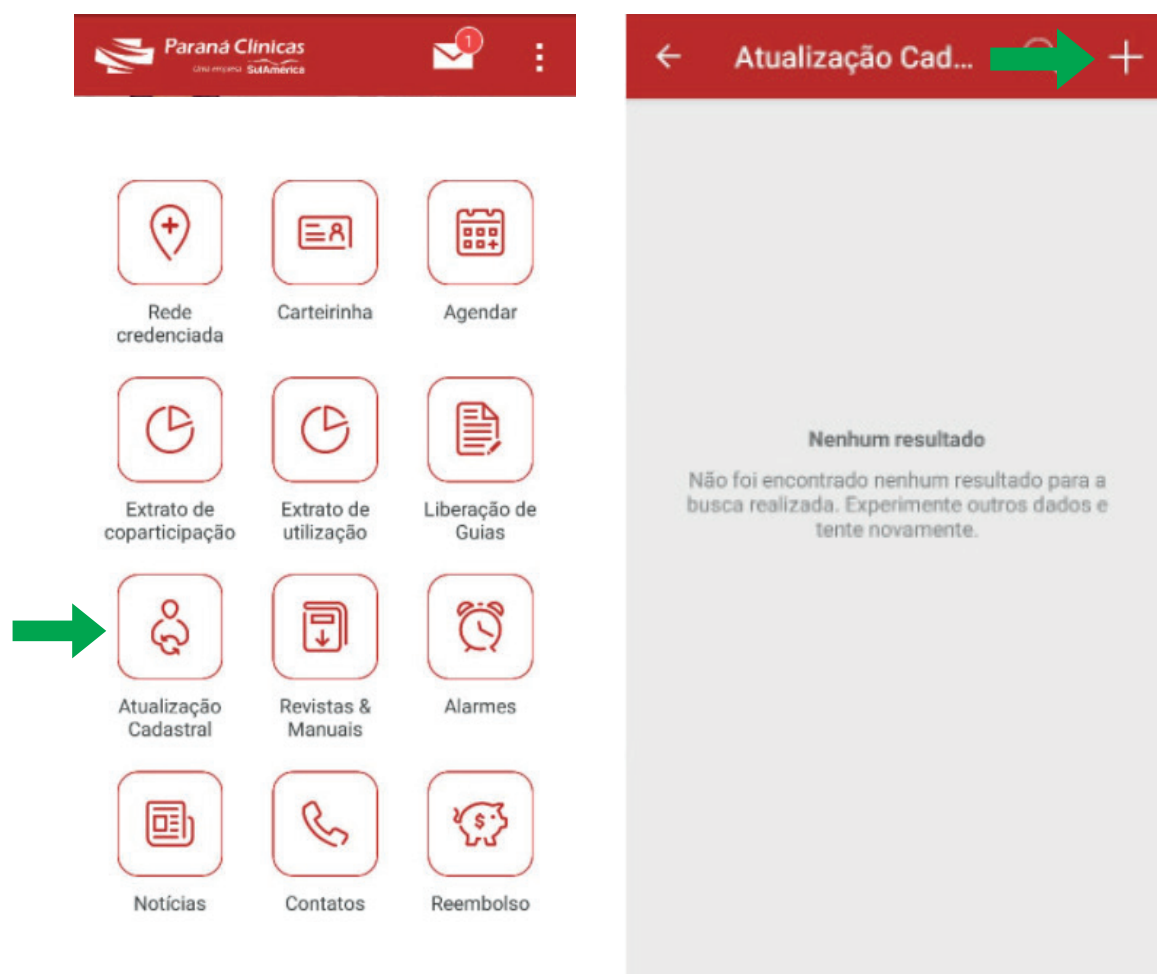 Paraná Clínicas
Uma empresa SulAmérica
1
Rede
credenciada
Carteirinha
Agendar
Extrato de
coparticipação
Extrato de
utilização
Liberação de
Guias
Atualização
Cadastral
Revistas &
Manuais
Alarmes
Notícias
Contatos
$
Reembolso
Atualização Cad...
Nenhum resultado
Não foi encontrado nenhum resultado para a
busca realizada. Experimente outros dados e
tente novamente.